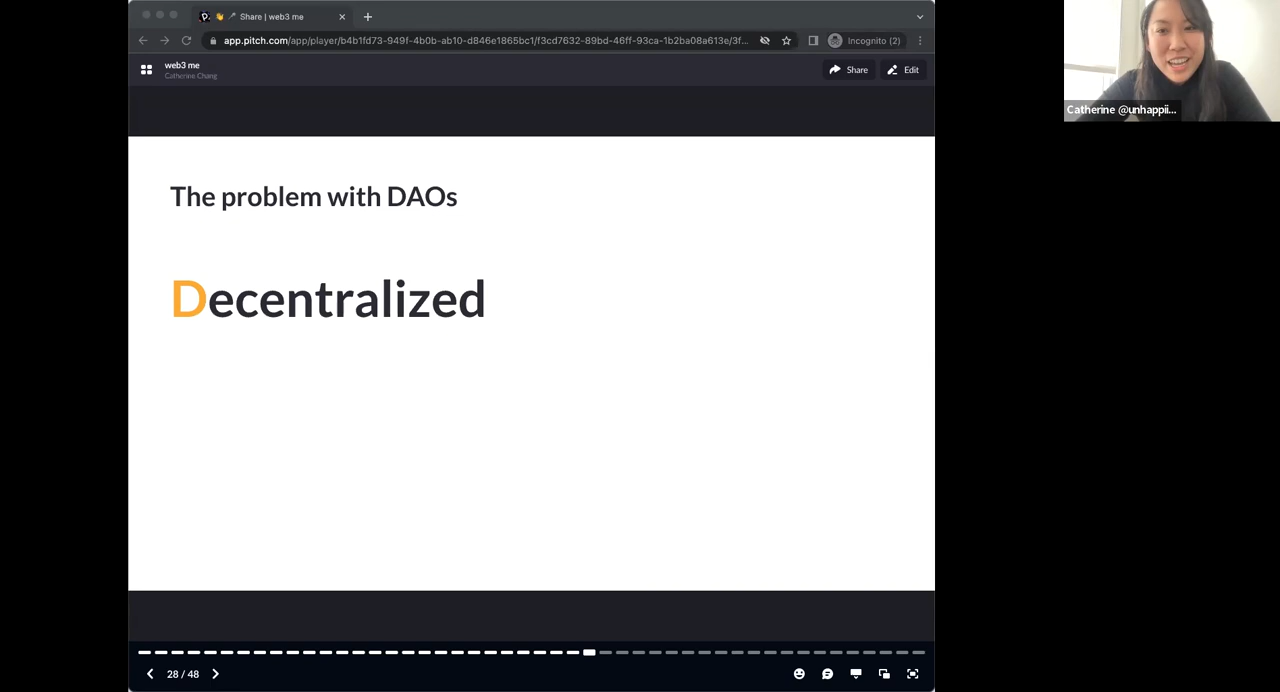 Share | web3 me
app.pitch.com/app/player/b4b1fd73-949f-4b0b-ab10-d846e1865bc1/f3cd7632-89bd-46ff-93ca-1b2ba08a613e/3f...
Incognito (2)
web3 me
Catherine Chang
Share
Edit
Catherine @unhappii...
The problem with DAOs
Decentralized
28 / 48